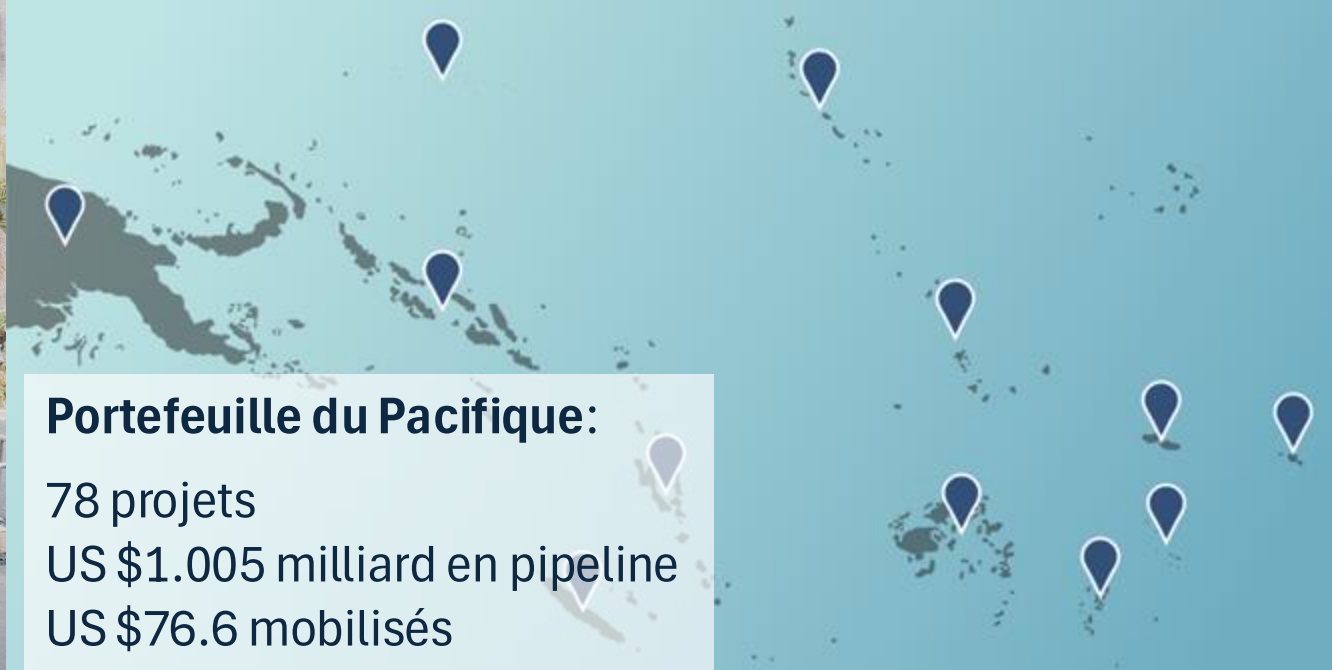 Portefeuille du Pacifique:
78 projets
US $1.005 milliard en pipeline
US $76.6 mobilisés